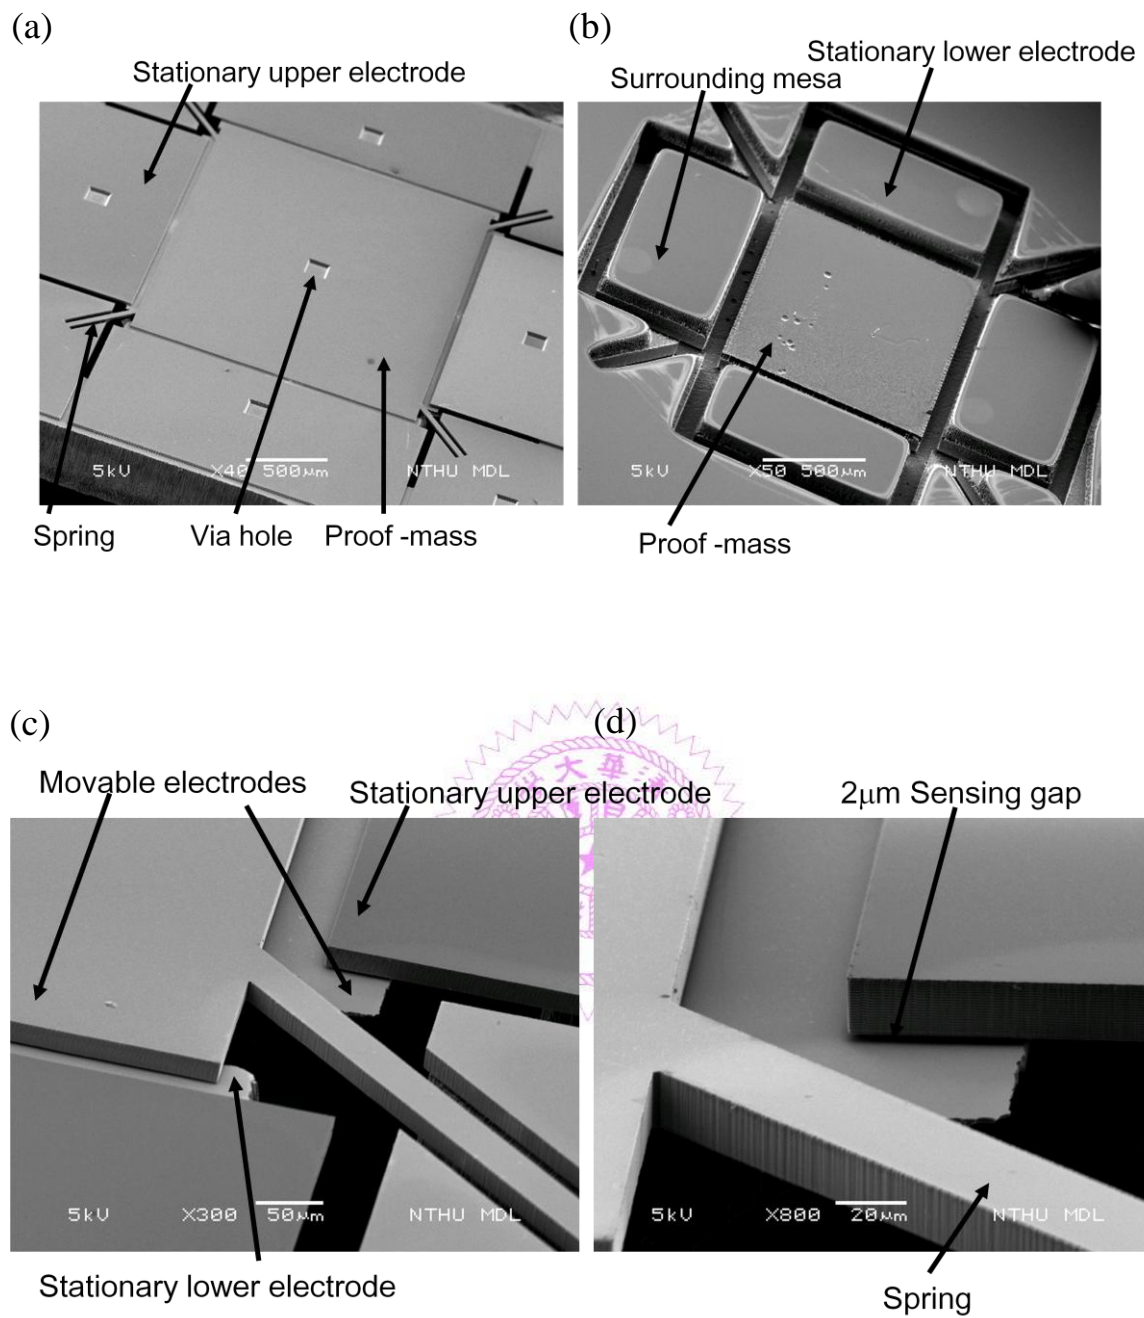 (a)
(b)
Stationary upper electrode
Surrounding mesa
Stationary lower electrode
5kV X40 500μm NTHU MDL
5kV X50 500μm NTHU MDL
Spring
Via hole
Proof -mass
Proof -mass
(c)
(d)
大華
Movable electrodes
Stationary upper electrode
2μm Sensing gap
5kV X300 50μm NTHU MDL
5kV X800 20μm NTHU MDL
Stationary lower electrode
Spring